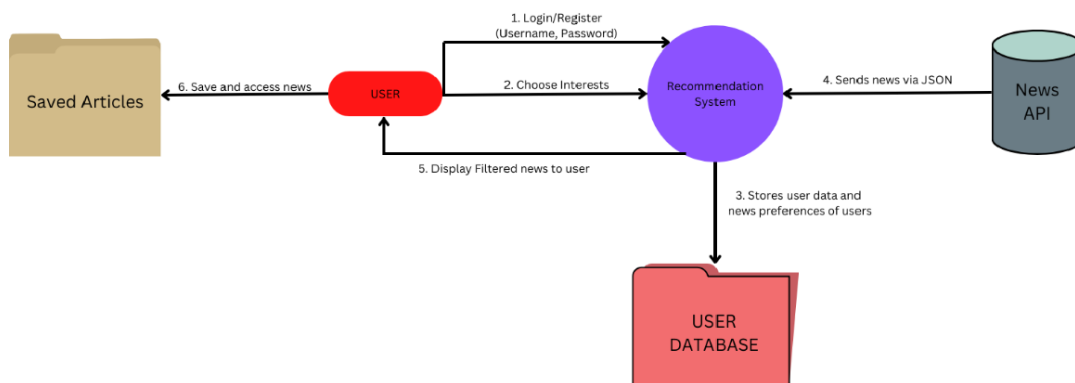 1. Login/Register
(Username, Password)
Saved Articles
6. Save and access news
USER
2. Choose Interests
Recommendation
System
4. Sends news via JSON
News
API
5. Display Filtered news to user
3. Stores user data and
news preferences of users
USER
DATABASE